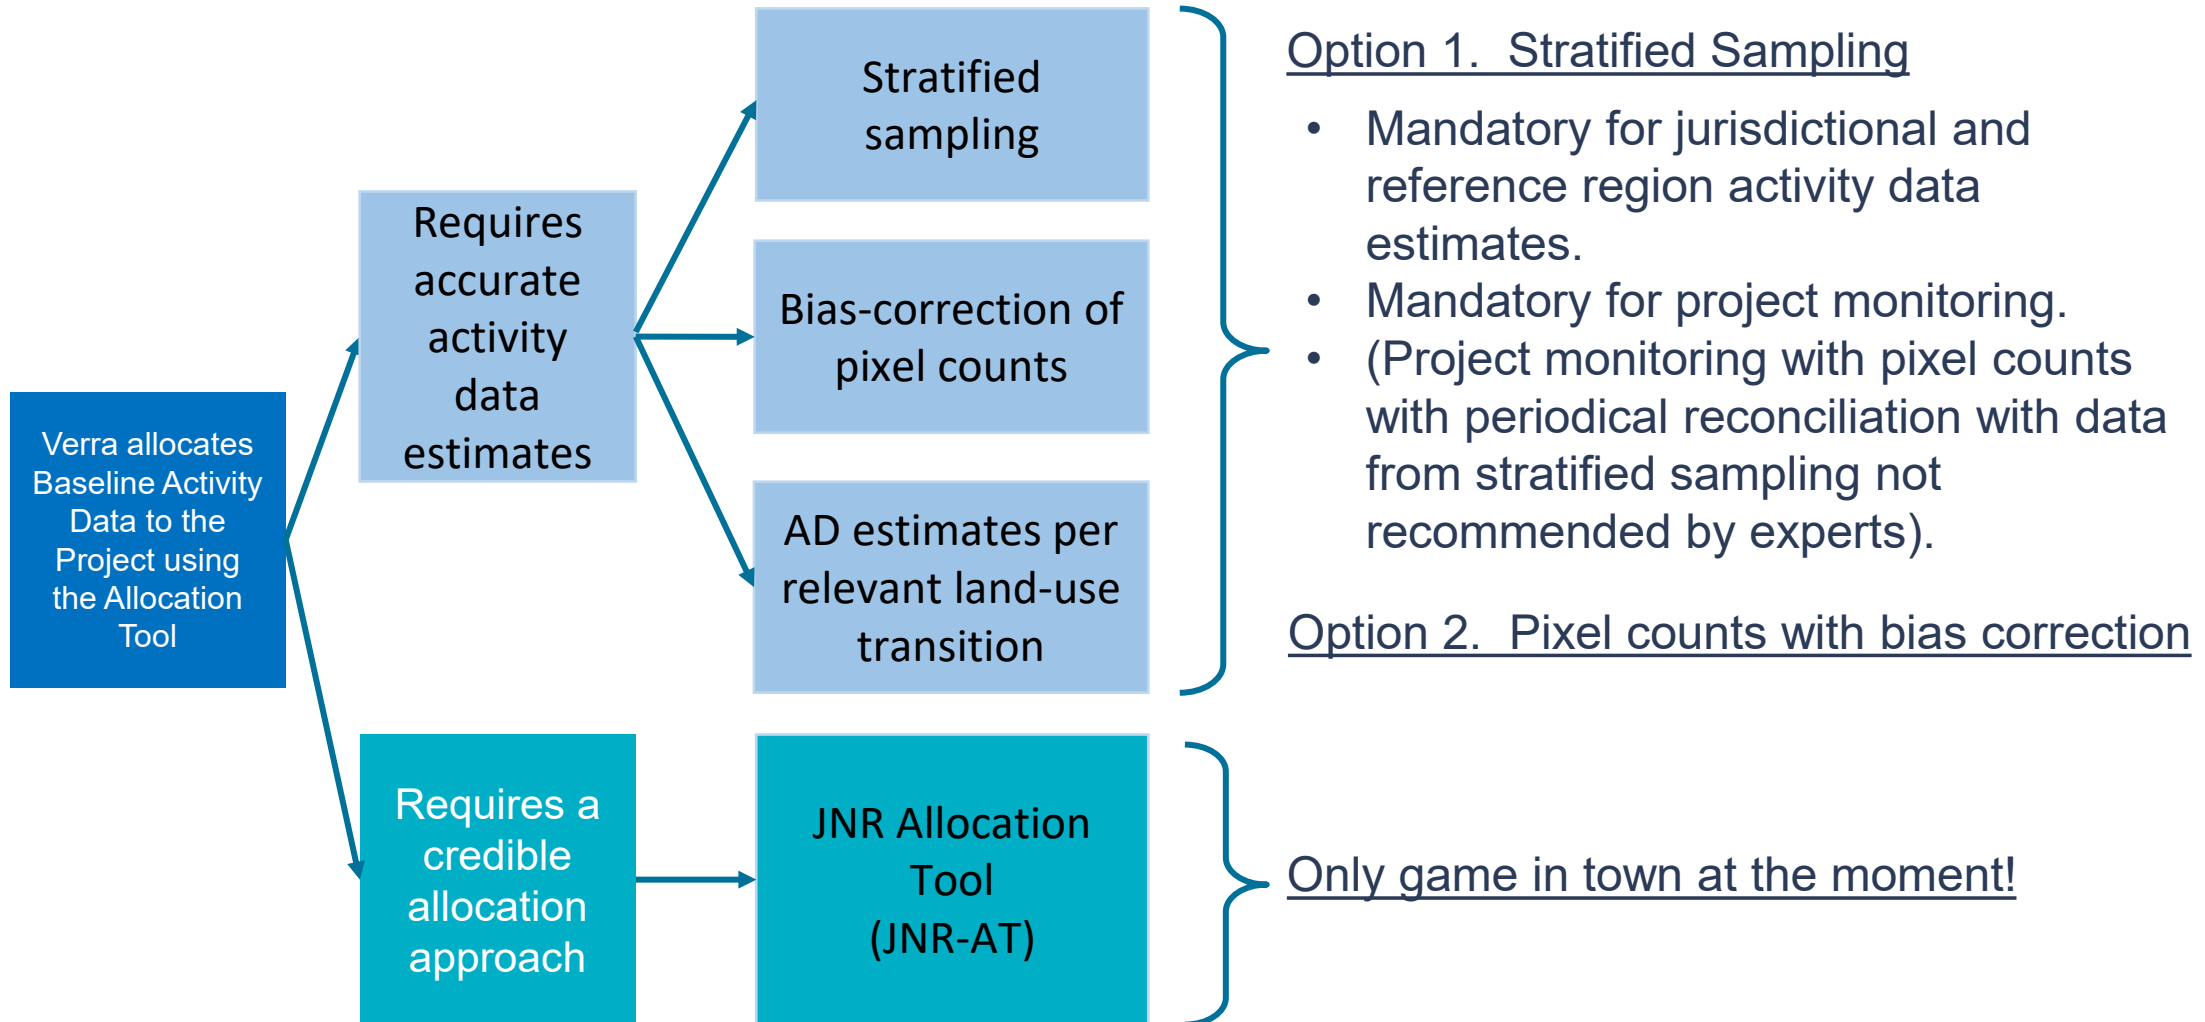 Verra allocates
Baseline Activity
Data to the
Project using
the Allocation
Tool
Requires
accurate
activity
data
estimates
Stratified
sampling
Bias-correction of
pixel counts
AD estimates per
relevant land-use
transition
Option 1.  Stratified Sampling
• Mandatory for jurisdictional and
reference region activity data
estimates.
• Mandatory for project monitoring.
• (Project monitoring with pixel counts
with periodical reconciliation with data
from stratified sampling not
recommended by experts).
Option 2.  Pixel counts with bias correction
Requires a
credible
allocation
approach
JNR Allocation
Tool
(JNR-AT)
Only game in town at the moment!